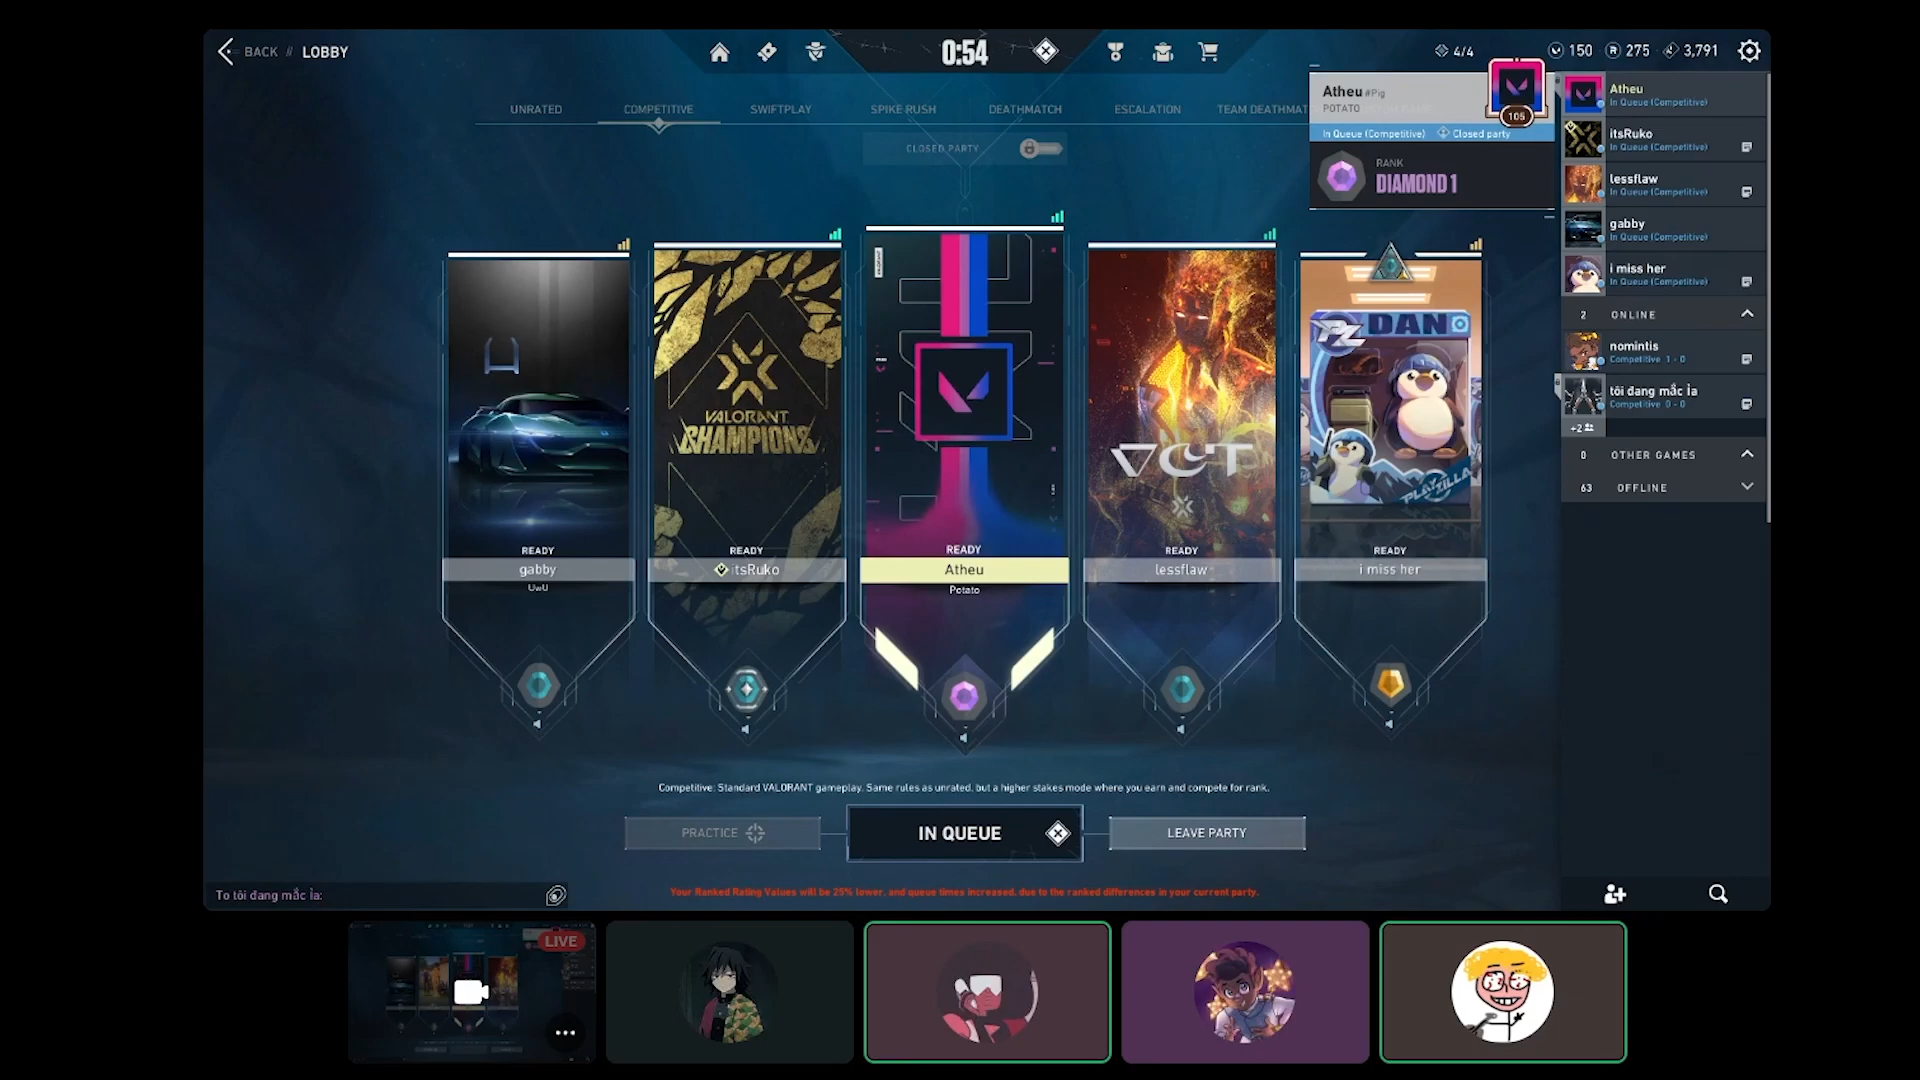 BACK // LOBBY
0:54
4/4
150
275
3,791
UNRATED
COMPETITIVE
SWIFTPLAY
SPIKE RUSH
DEATHMATCH
ESCALATION
TEAM DEATHMAT
CLOSED PARTY
Atheu #Pig
POTATO
105
In Queue (Competitive)
Closed party
RANK
DIAMOND 1
Atheu
In Queue (Competitive)
itsRuko
In Queue (Competitive)
lessflaw
In Queue (Competitive)
gabby
In Queue (Competitive)
i miss her
In Queue (Competitive)
2 ONLINE
nomintis
Competitive 1 - 0
tôi đang mắc ỉa
Competitive 0 - 0
+2
0 OTHER GAMES
63 OFFLINE
VALORANT
CHAMPIONS
VCT
DAN
PLAYZILLA
READY
gabby
UwU
READY
itsRuko
READY
Atheu
Potato
READY
lessflaw
READY
i miss her
Competitive: Standard VALORANT gameplay. Same rules as unrated, but a higher stakes mode where you earn and compete for rank.
PRACTICE
IN QUEUE
LEAVE PARTY
Your Ranked Rating Values will be 25% lower, and queue times increased, due to the ranked differences in your current party.
To tôi đang mắc ỉa:
LIVE